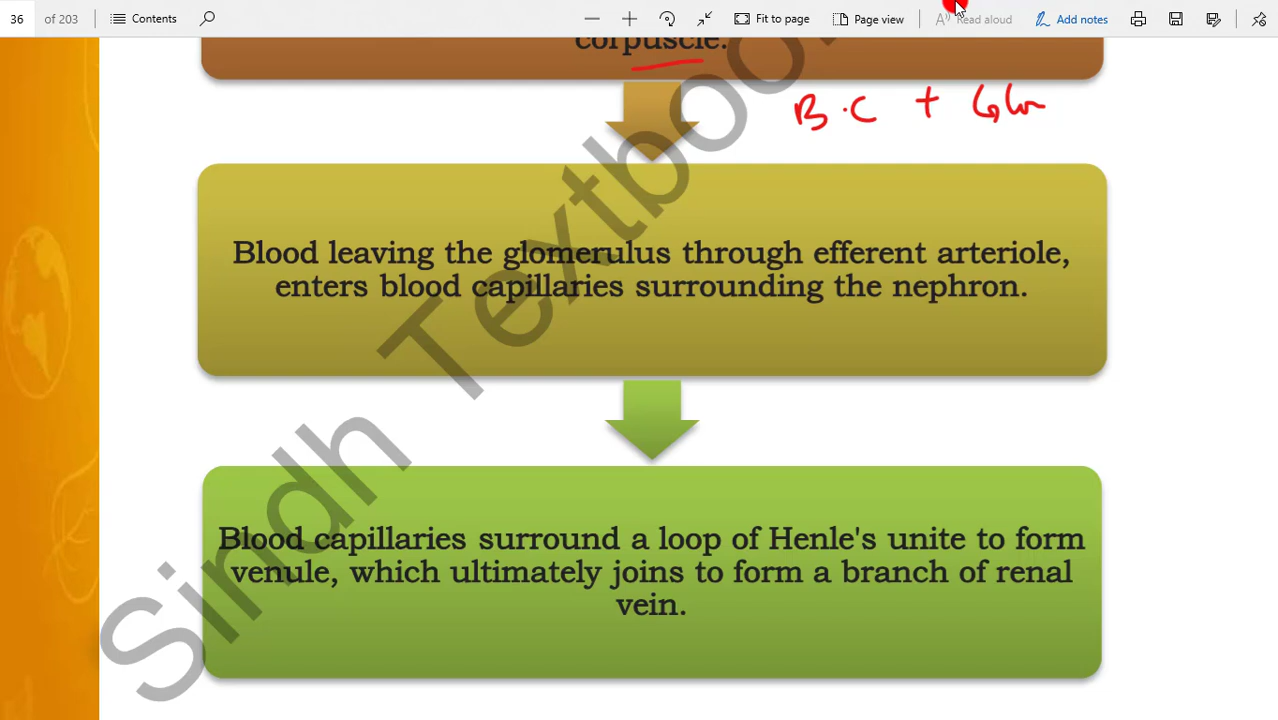 36 of 203 Contents Fit to page Page view Read aloud Add notes
corpuscle.
B.C + Glom
Blood leaving the glomerulus through efferent arteriole,
enters blood capillaries surrounding the nephron.
Blood capillaries surround a loop of Henle's unite to form
venule, which ultimately joins to form a branch of renal
vein.
Sindh Textbook